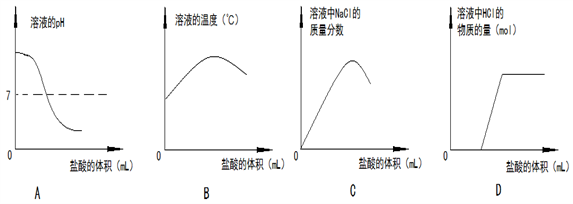 溶液的pH
7
0
盐酸的体积(mL)
A
溶液的温度(℃)
0
盐酸的体积(mL)
B
溶液中NaCl的
质量分数
0
盐酸的体积(mL)
C
溶液中HCl的
物质的量(mol)
0
盐酸的体积(mL)
D